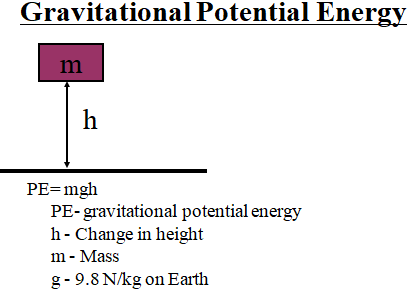 Gravitational Potential Energy
m
h
PE=mgh
PE- gravitational potential energy
h - Change in height
m - Mass
g - 9.8 N/kg on Earth